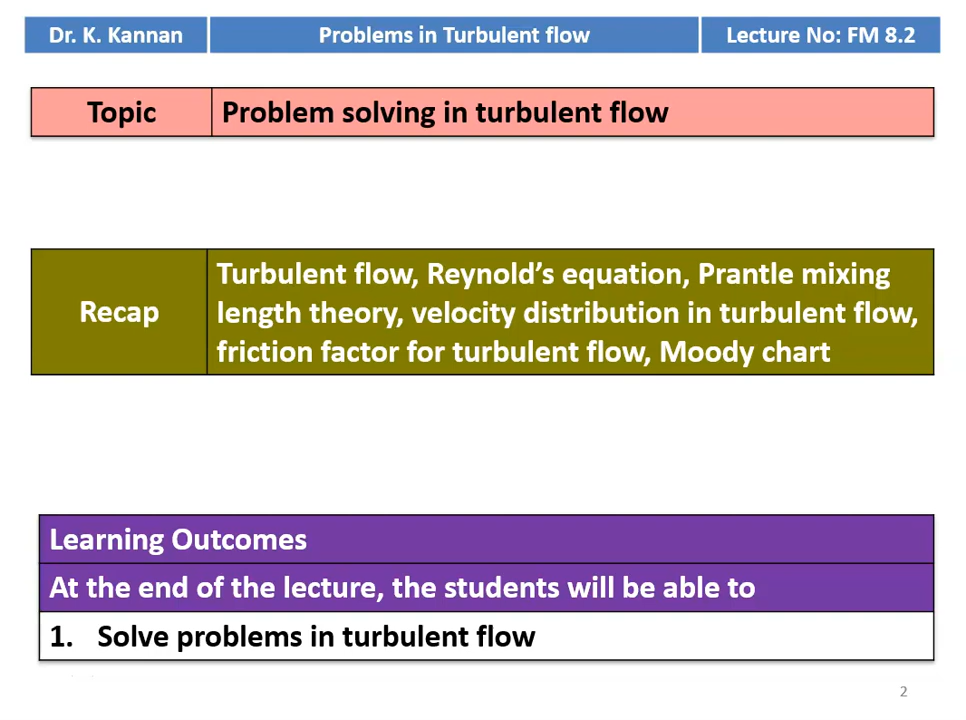 Dr. K. Kannan
Problems in Turbulent flow
Lecture No: FM 8.2
Topic
Problem solving in turbulent flow
Recap
Turbulent flow, Reynold's equation, Prantle mixing
length theory, velocity distribution in turbulent flow,
friction factor for turbulent flow, Moody chart
Learning Outcomes
At the end of the lecture, the students will be able to
1. Solve problems in turbulent flow
2